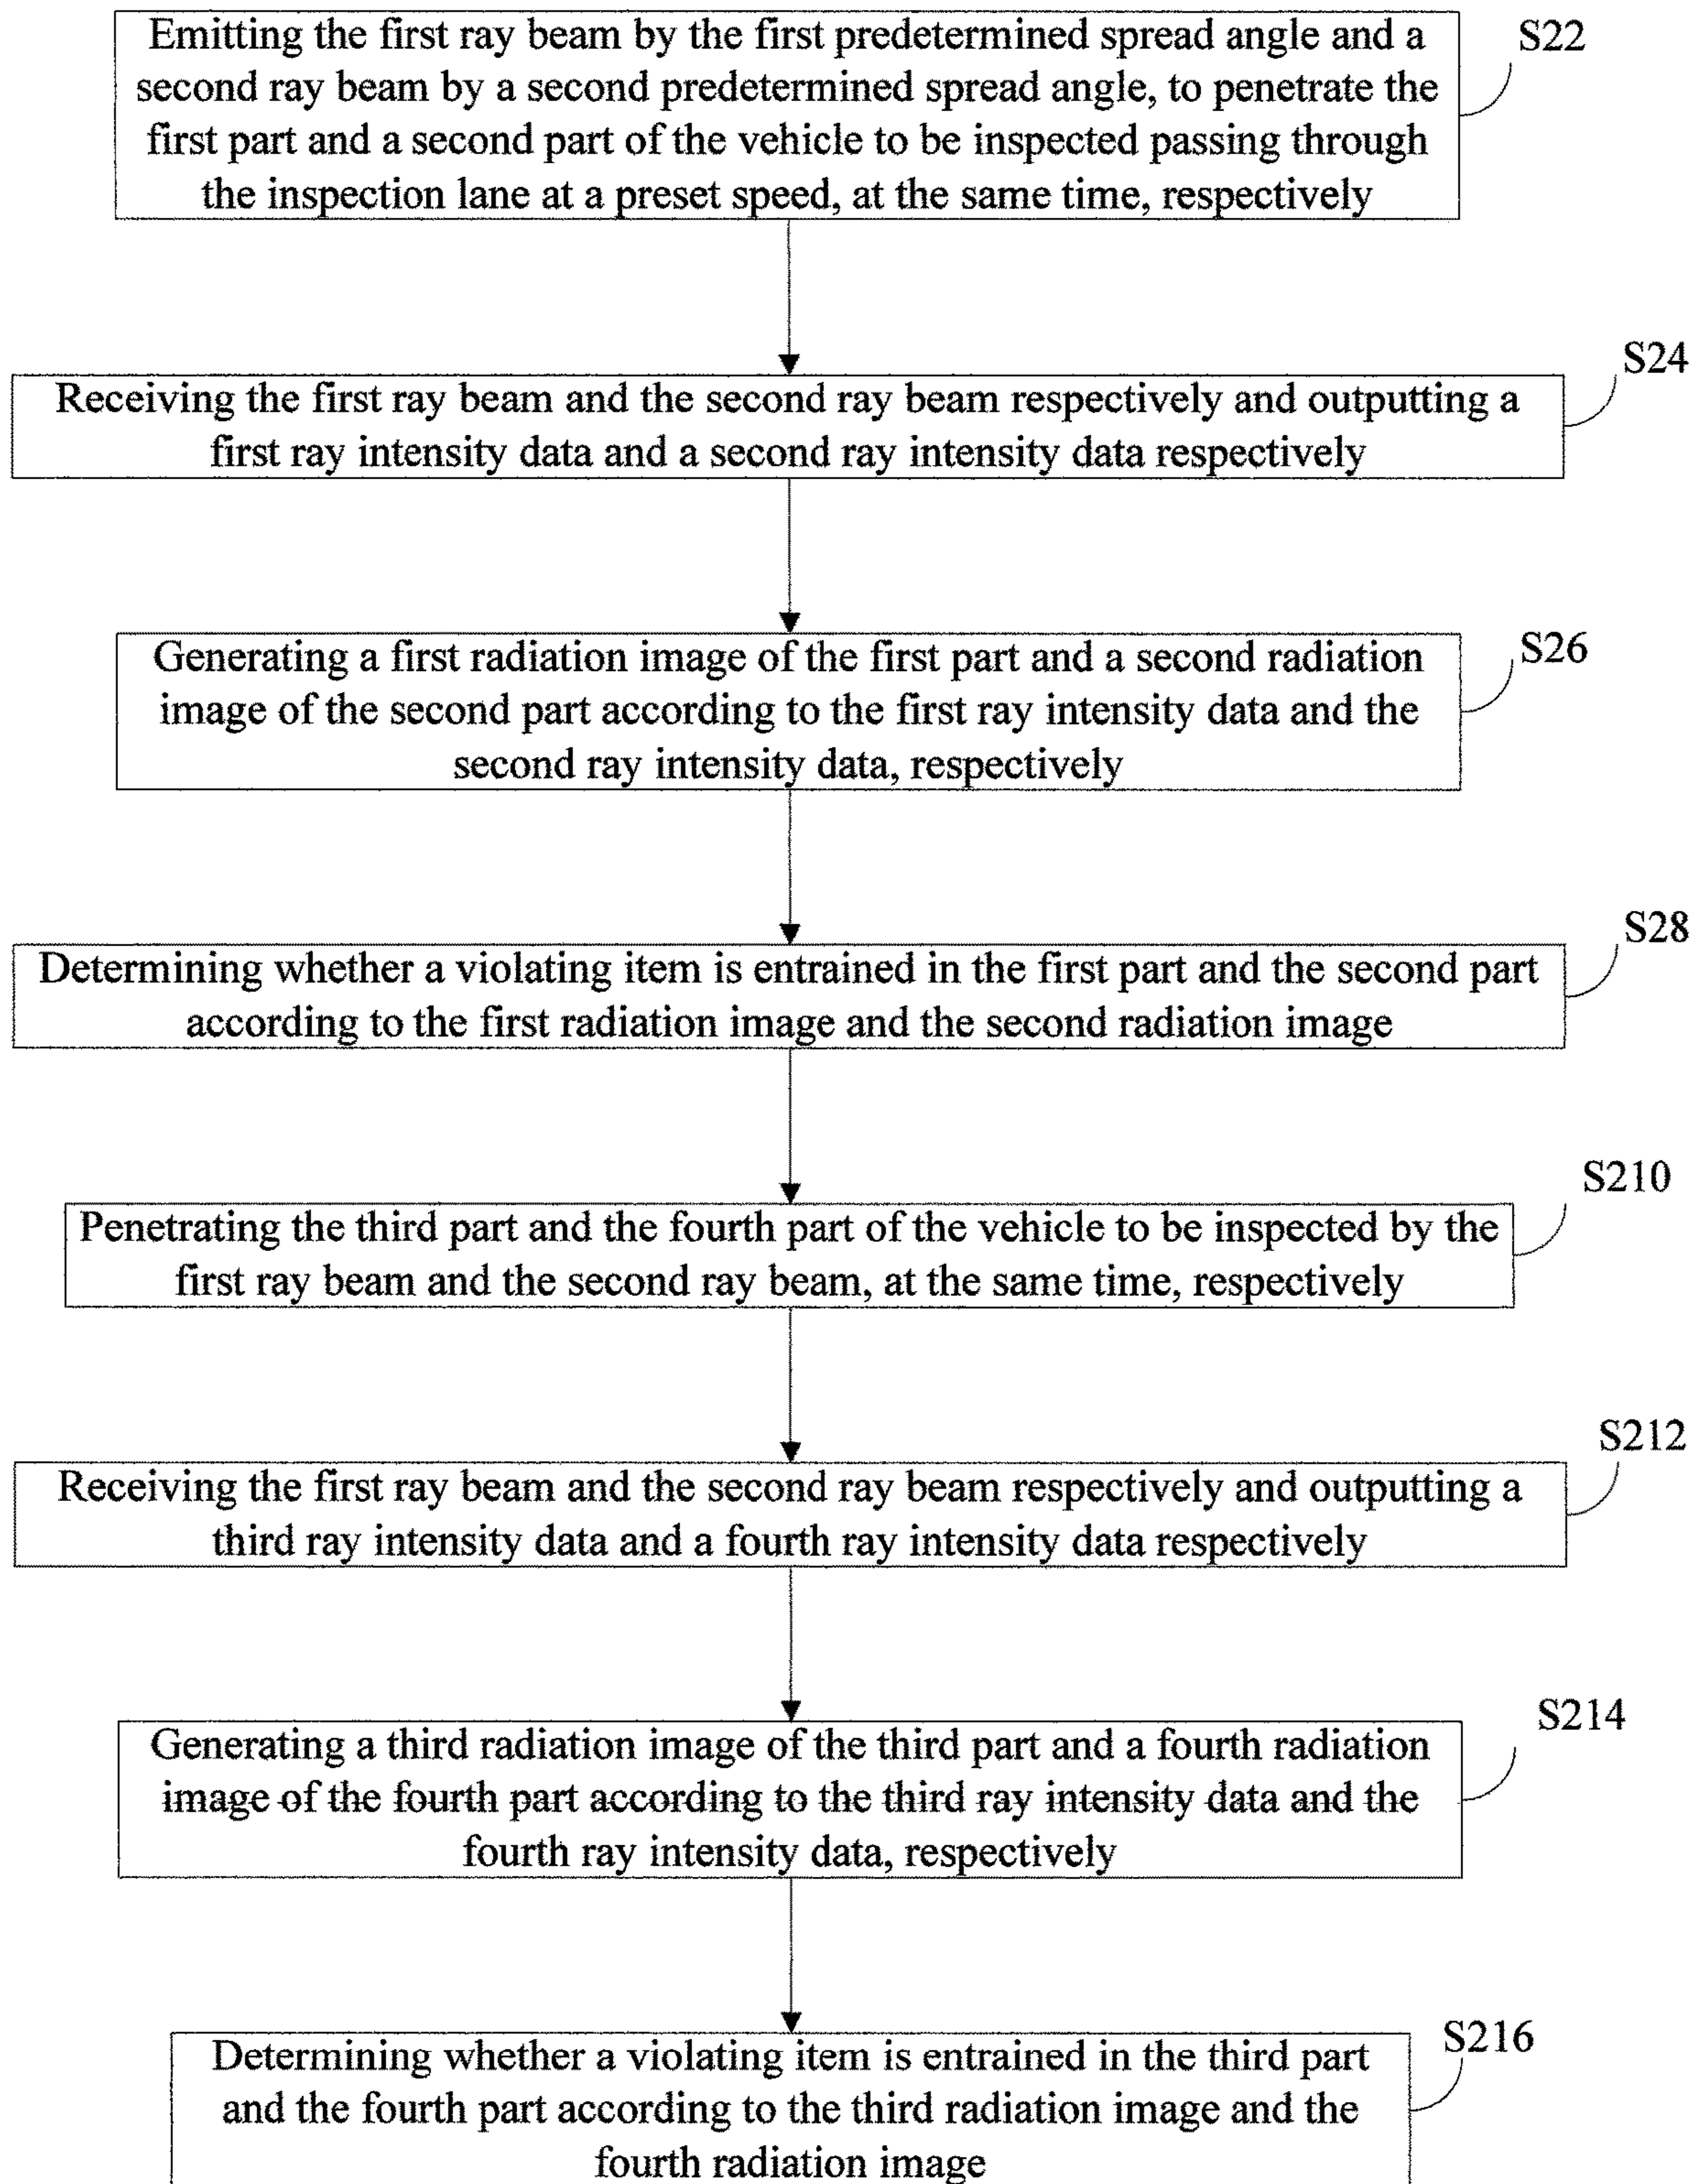 Emitting the first ray beam by the first predetermined spread angle and a
second ray beam by a second predetermined spread angle, to penetrate the
first part and a second part of the vehicle to be inspected passing through
the inspection lane at a preset speed, at the same time, respectively
S22
Receiving the first ray beam and the second ray beam respectively and outputting a
first ray intensity data and a second ray intensity data respectively
S24
Generating a first radiation image of the first part and a second radiation
image of the second part according to the first ray intensity data and the
second ray intensity data, respectively
S26
Determining whether a violating item is entrained in the first part and the second part
according to the first radiation image and the second radiation image
S28
Penetrating the third part and the fourth part of the vehicle to be inspected by the
first ray beam and the second ray beam, at the same time, respectively
S210
Receiving the first ray beam and the second ray beam respectively and outputting a
third ray intensity data and a fourth ray intensity data respectively
S212
Generating a third radiation image of the third part and a fourth radiation
image of the fourth part according to the third ray intensity data and the
fourth ray intensity data, respectively
S214
Determining whether a violating item is entrained in the third part
and the fourth part according to the third radiation image and the
fourth radiation image
S216